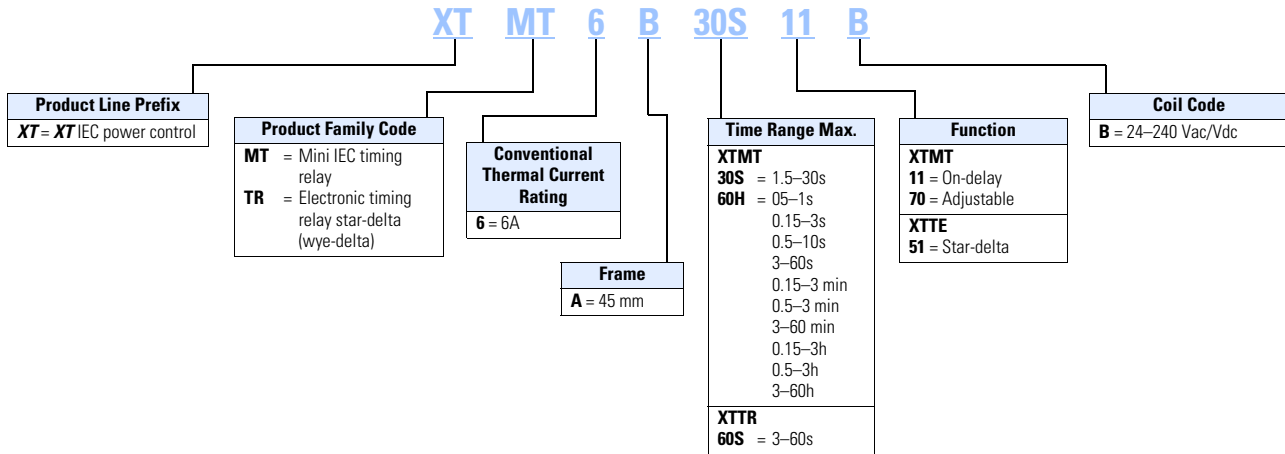 XT MT 6 B 30S 11 B
Product Line Prefix
XT = XT IEC power control
Product Family Code
MT = Mini IEC timing
relay
TR = Electronic timing
relay star-delta
(wye-delta)
Conventional
Thermal Current
Rating
6 = 6A
Frame
A = 45 mm
Time Range Max.
XTMT
30S = 1.5–30s
60H = 05–1s
0.15–3s
0.5–10s
3–60s
0.15–3 min
0.5–3 min
3–60 min
0.15–3h
0.5–3h
3–60h
XTTR
60S = 3–60s
Function
XTMT
11 = On-delay
70 = Adjustable
XTTE
51 = Star-delta
Coil Code
B = 24–240 Vac/Vdc